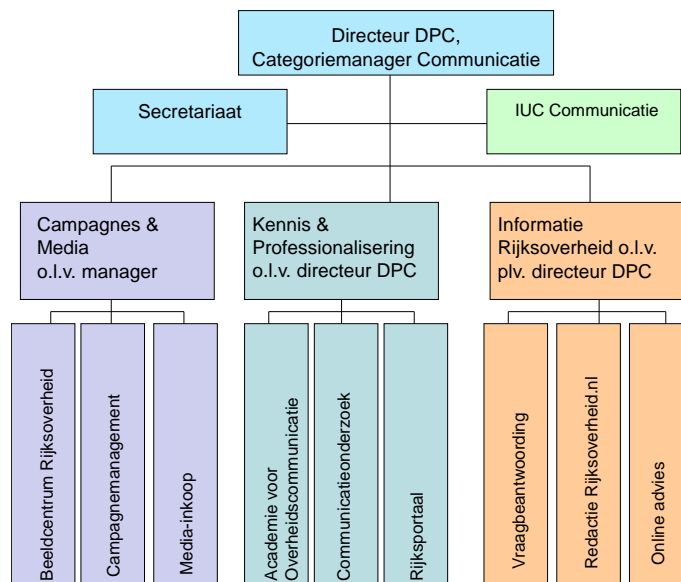 Directeur DPC,
Categoriemanager Communicatie
Secretariaat
IUC Communicatie
Campagnes &
Media
o.l.v. manager
Kennis &
Professionalisering
o.l.v. directeur DPC
Informatie
Rijksoverheid o.l.v.
plv. directeur DPC
Beeldcentrum Rijksoverheid
Campagnemanagement
Media-inkoop
Academie voor
Overheidscommunicatie
Communicatieonderzoek
Rijksportaal
Vraagbeantwoording
Redactie Rijksoverheid.nl
Online advies